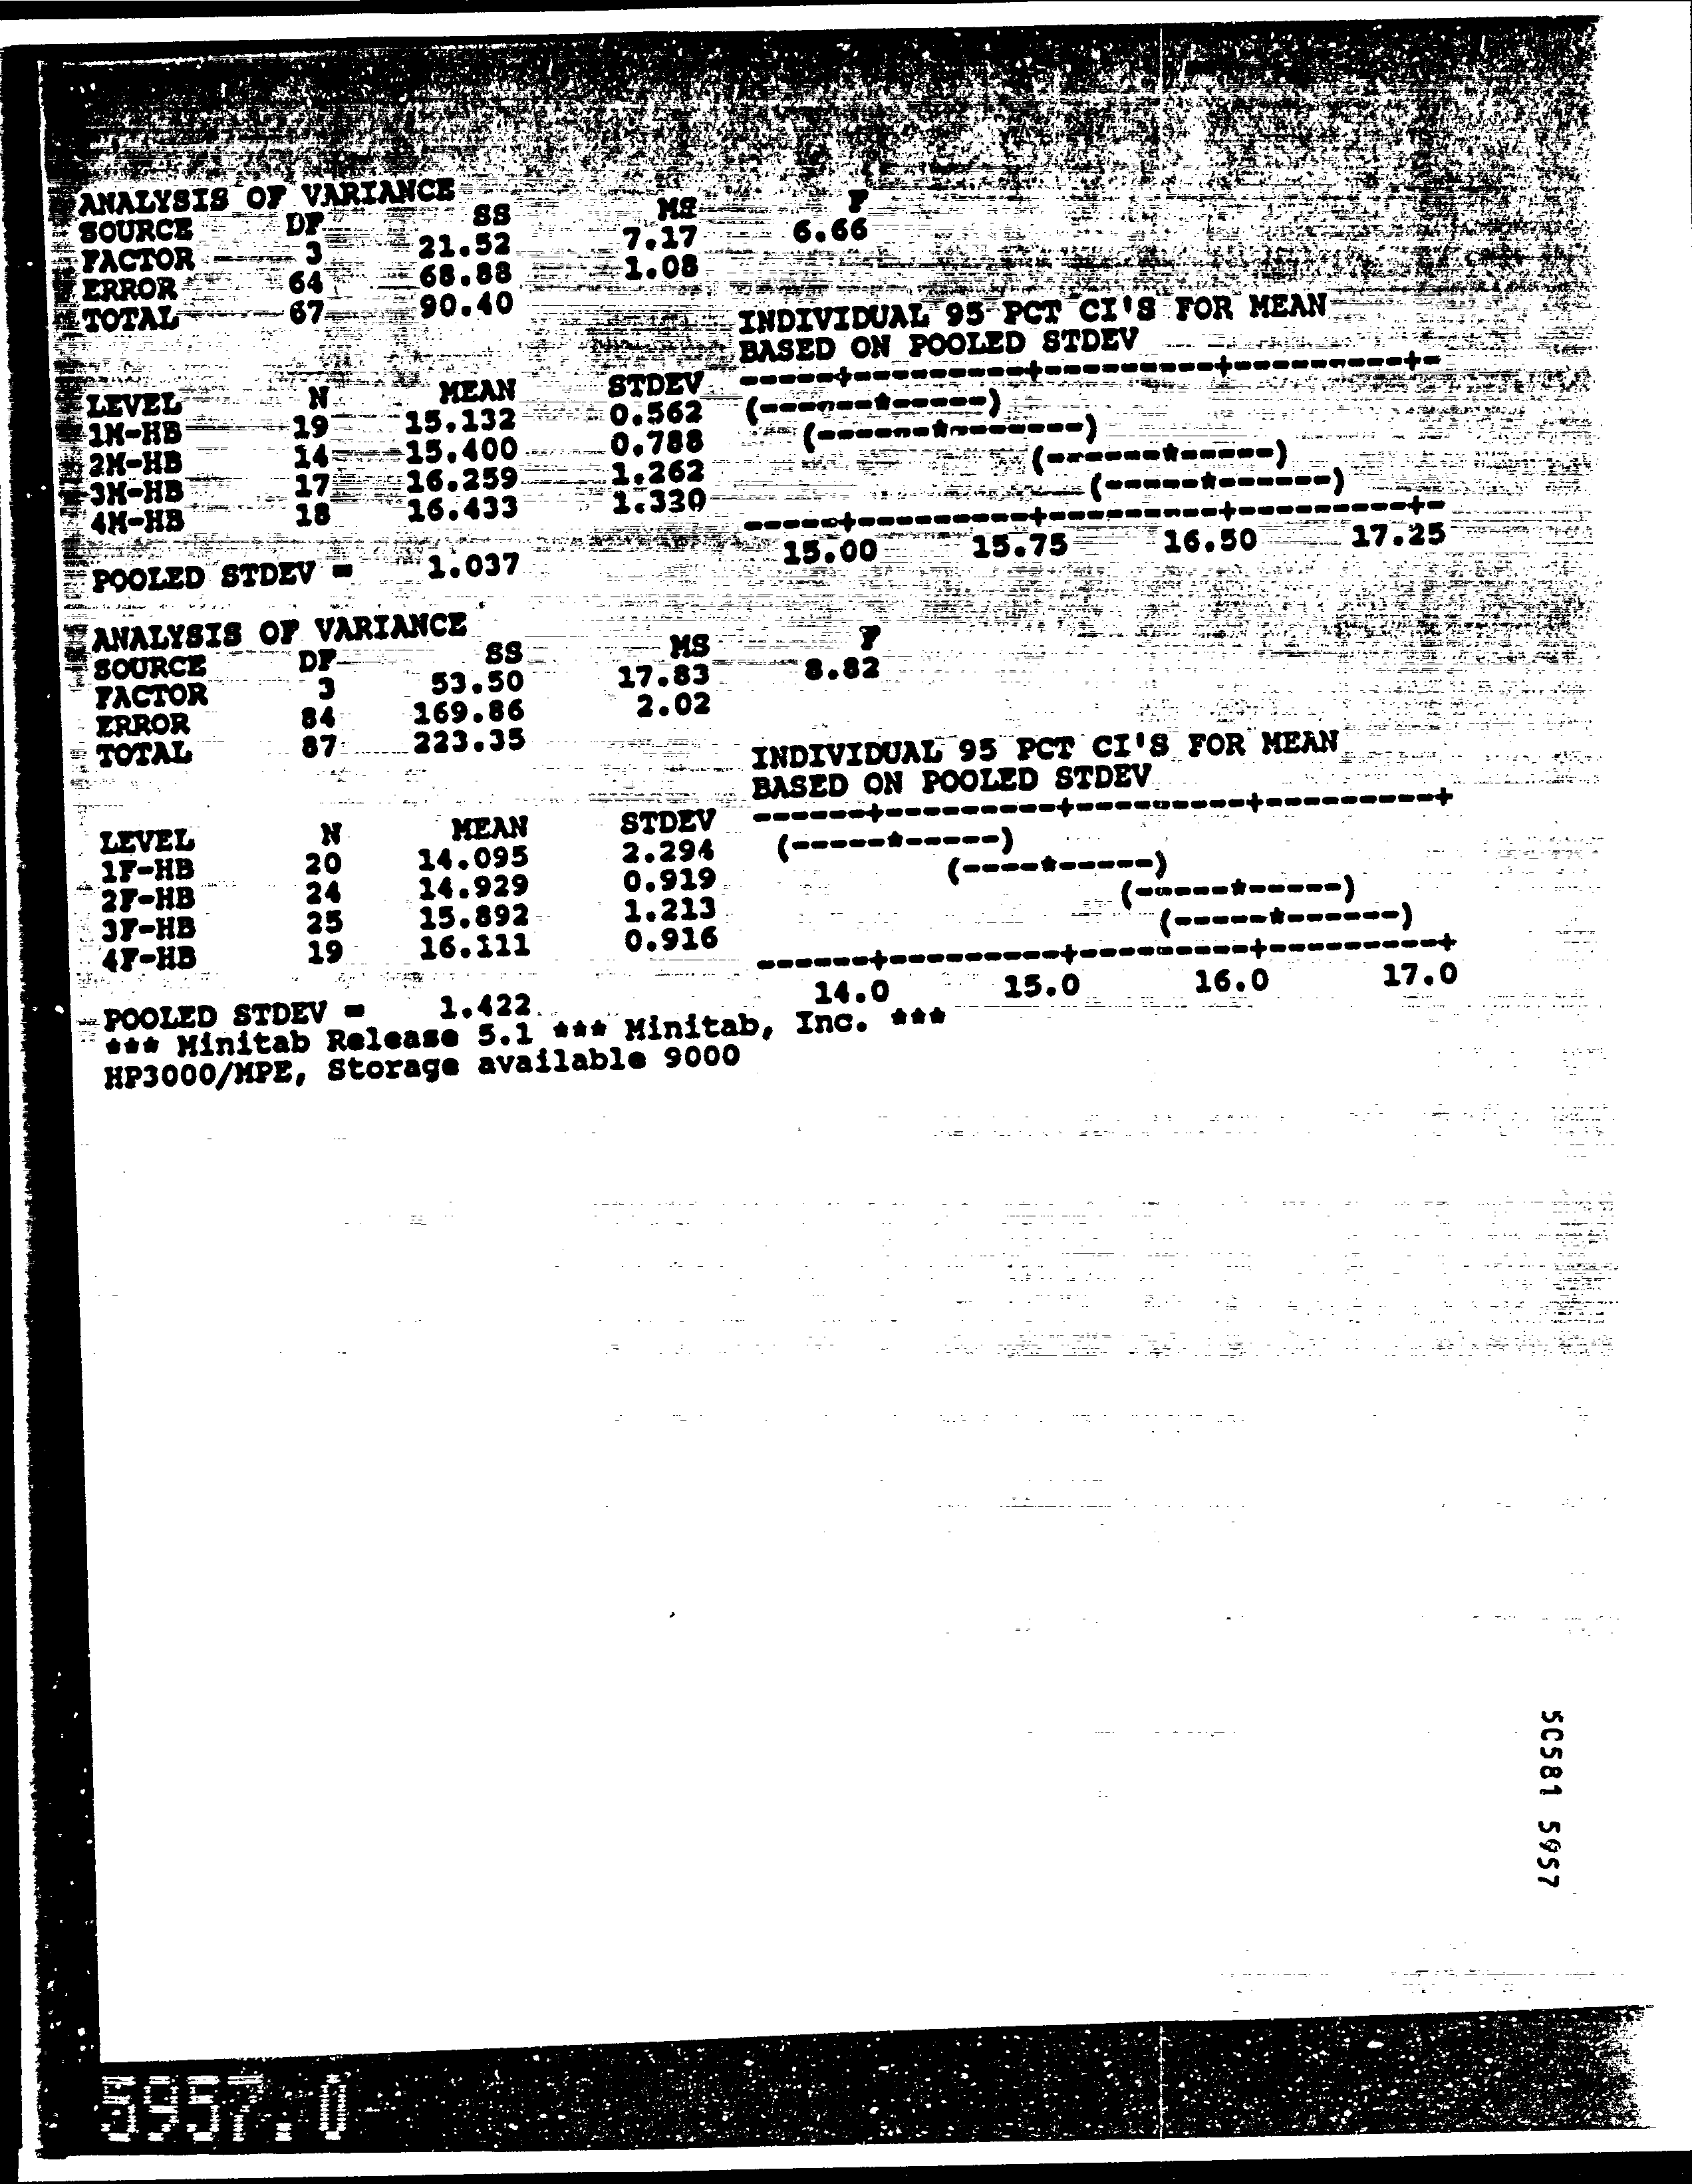 ANALYSIS OF VARIANCE
SOURCE DF SS MS F
FACTOR 3 21.52 7.17 6.66
ERROR 64 68.88 1.08
TOTAL 67 90.40
INDIVIDUAL 95 PCT CI'S FOR MEAN
BASED ON POOLED STDEV
LEVEL N MEAN STDEV -----+---------+---------+---------+-
1M-HB 19 15.132 0.562 (------*-----)
2M-HB 14 15.400 0.788 (------*-------)
3M-HB 17 16.259 1.262 (------*-----)
4M-HB 18 16.433 1.330 (-----*------)
-----+---------+---------+---------+-
POOLED STDEV = 1.037 15.00 15.75 16.50 17.25
ANALYSIS OF VARIANCE
SOURCE DF SS MS F
FACTOR 3 53.50 17.83 8.82
ERROR 84 169.86 2.02
TOTAL 87 223.35
INDIVIDUAL 95 PCT CI'S FOR MEAN
BASED ON POOLED STDEV
LEVEL N MEAN STDEV ------+---------+---------+---------+
1F-HB 20 14.095 2.294 (-----*-----)
2F-HB 24 14.929 0.919 (----*-----)
3F-HB 25 15.892 1.213 (-----*-----)
4F-HB 19 16.111 0.916 (-----*------)
------+---------+---------+---------+
POOLED STDEV = 1.422 14.0 15.0 16.0 17.0
*** Minitab Release 5.1 *** Minitab, Inc. ***
HP3000/MPE, Storage available 9000
50581 5957
5957.0